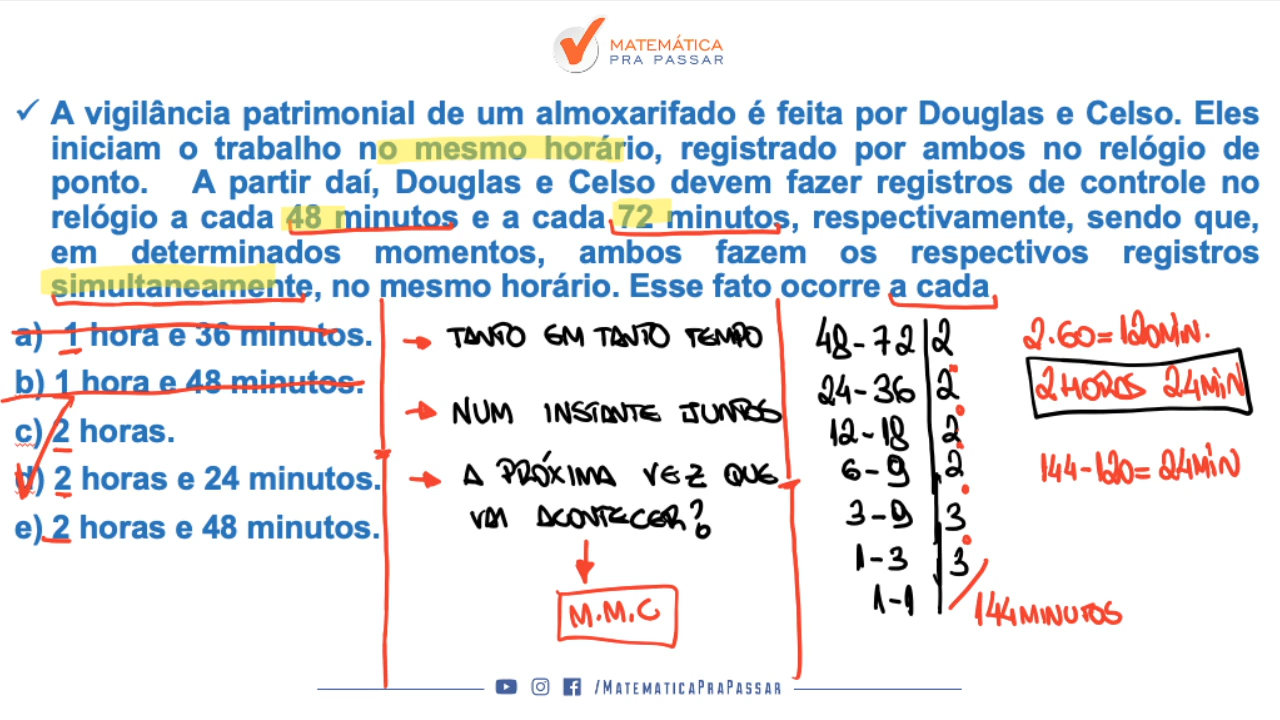 MATEMÁTICA
PRA PASSAR
✓ A vigilância patrimonial de um almoxarifado é feita por Douglas e Celso. Eles
iniciam o trabalho no mesmo horário, registrado por ambos no relógio de
ponto. A partir daí, Douglas e Celso devem fazer registros de controle no
relógio a cada 48 minutos e a cada 72 minutos, respectivamente, sendo que,
em determinados momentos, ambos fazem os respectivos registros
simultaneamente, no mesmo horário. Esse fato ocorre a cada
a) 1 hora e 36 minutos.
b) 1 hora e 48 minutos.
c) 2 horas.
d) 2 horas e 24 minutos.
e) 2 horas e 48 minutos.
→ TANTO EM TANTO TEMPO
→ NUM INSTANTE JUNTOS
→ A PRÓXIMA VEZ QUE
VAI ACONTECER?
M.M.C
48-72|2
24-36|2
12-18|2
6-9|2
3-9|3
1-3|3
1-1|
144 MINUTOS
2.60=120MIN.
2 HORAS 24MIN
144-120=24MIN
/MATEMATICAPRAPASSAR